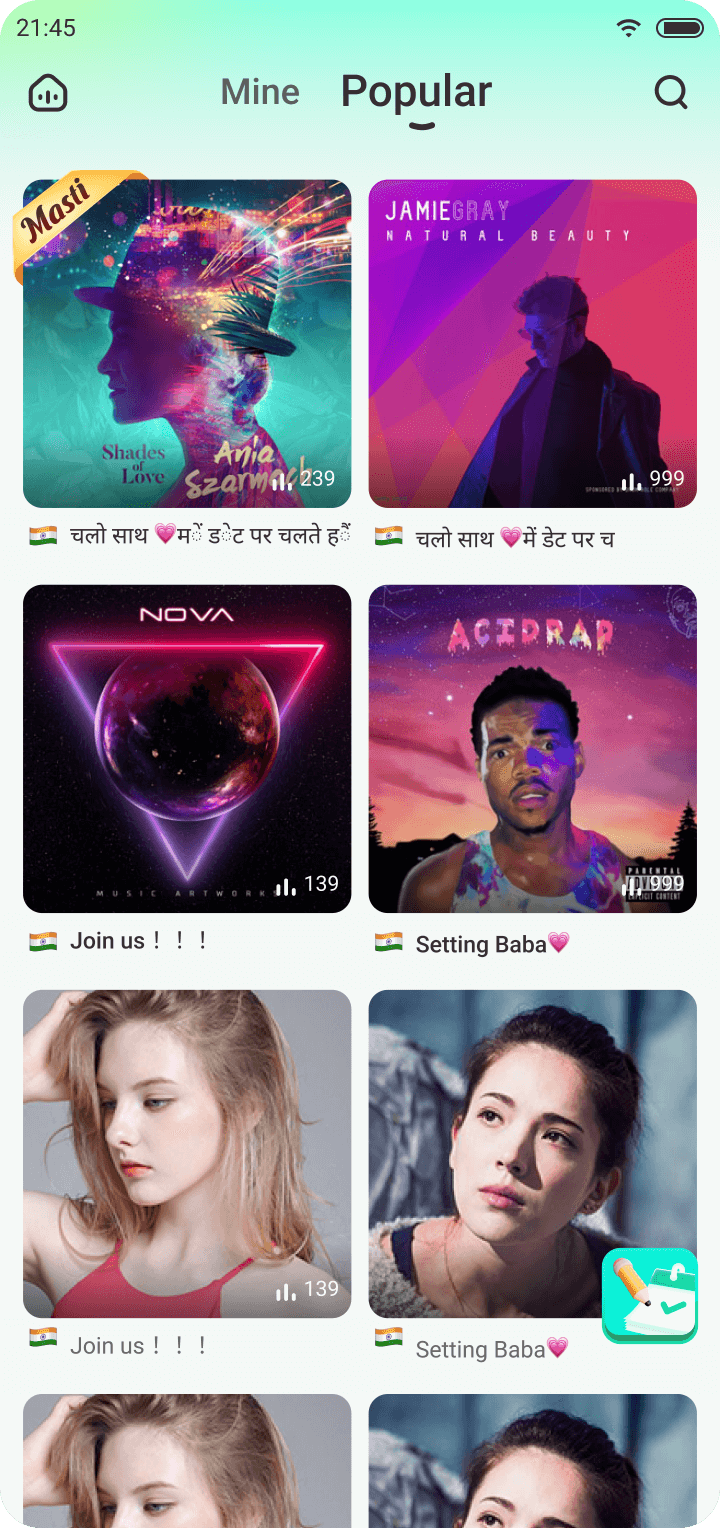 21:45
Mine
Popular
Masti
Shades
of
Love
Ania
Szarmach
239
JAMIEGRAY
NATURAL BEAUTY
999
चलो साथ 💗में डेट पर चलते हैं
चलो साथ 💗में डेट पर च
NOVA
MUSIC ARTWORKS
139
ACIDRAP
PARENTAL
ADVISORY
EXPLICIT CONTENT
999
Join us！！！
Setting Baba💗
139
Join us！！！
Setting Baba💗